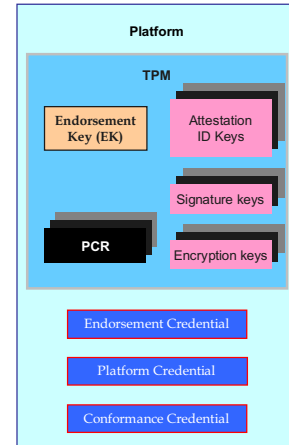 Platform
TPM
Endorsement
Key (EK)
Attestation
ID Keys
Signature keys
PCR
Encryption keys
Endorsement Credential
Platform Credential
Conformance Credential